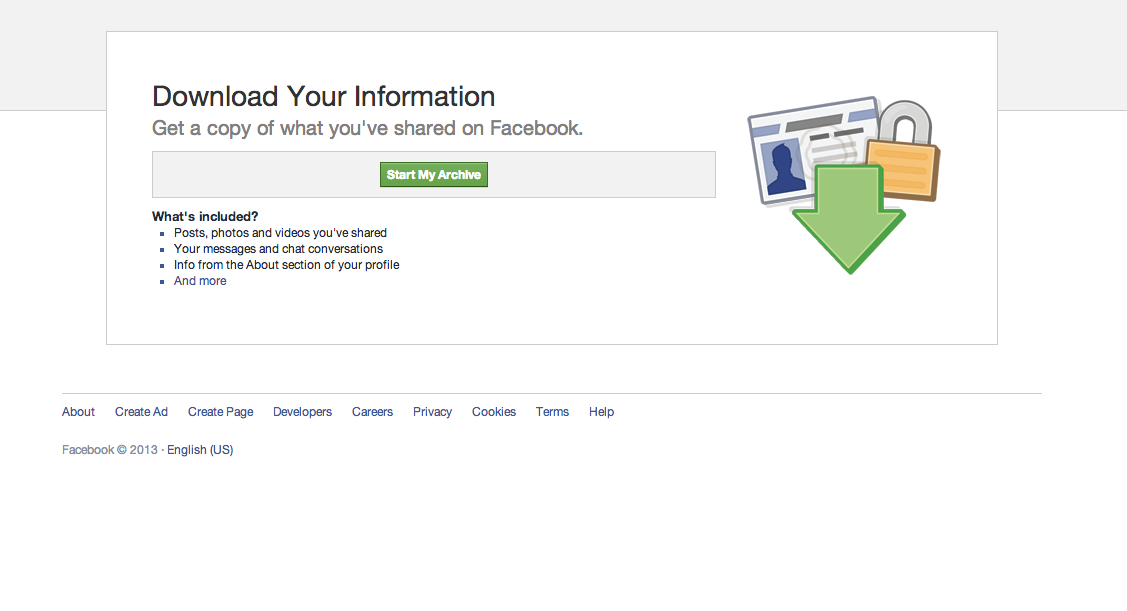 Download Your Information
Get a copy of what you've shared on Facebook.
Start My Archive
What's included?
Posts, photos and videos you've shared
Your messages and chat conversations
Info from the About section of your profile
And more
About Create Ad Create Page Developers Careers Privacy Cookies Terms Help
Facebook © 2013 · English (US)